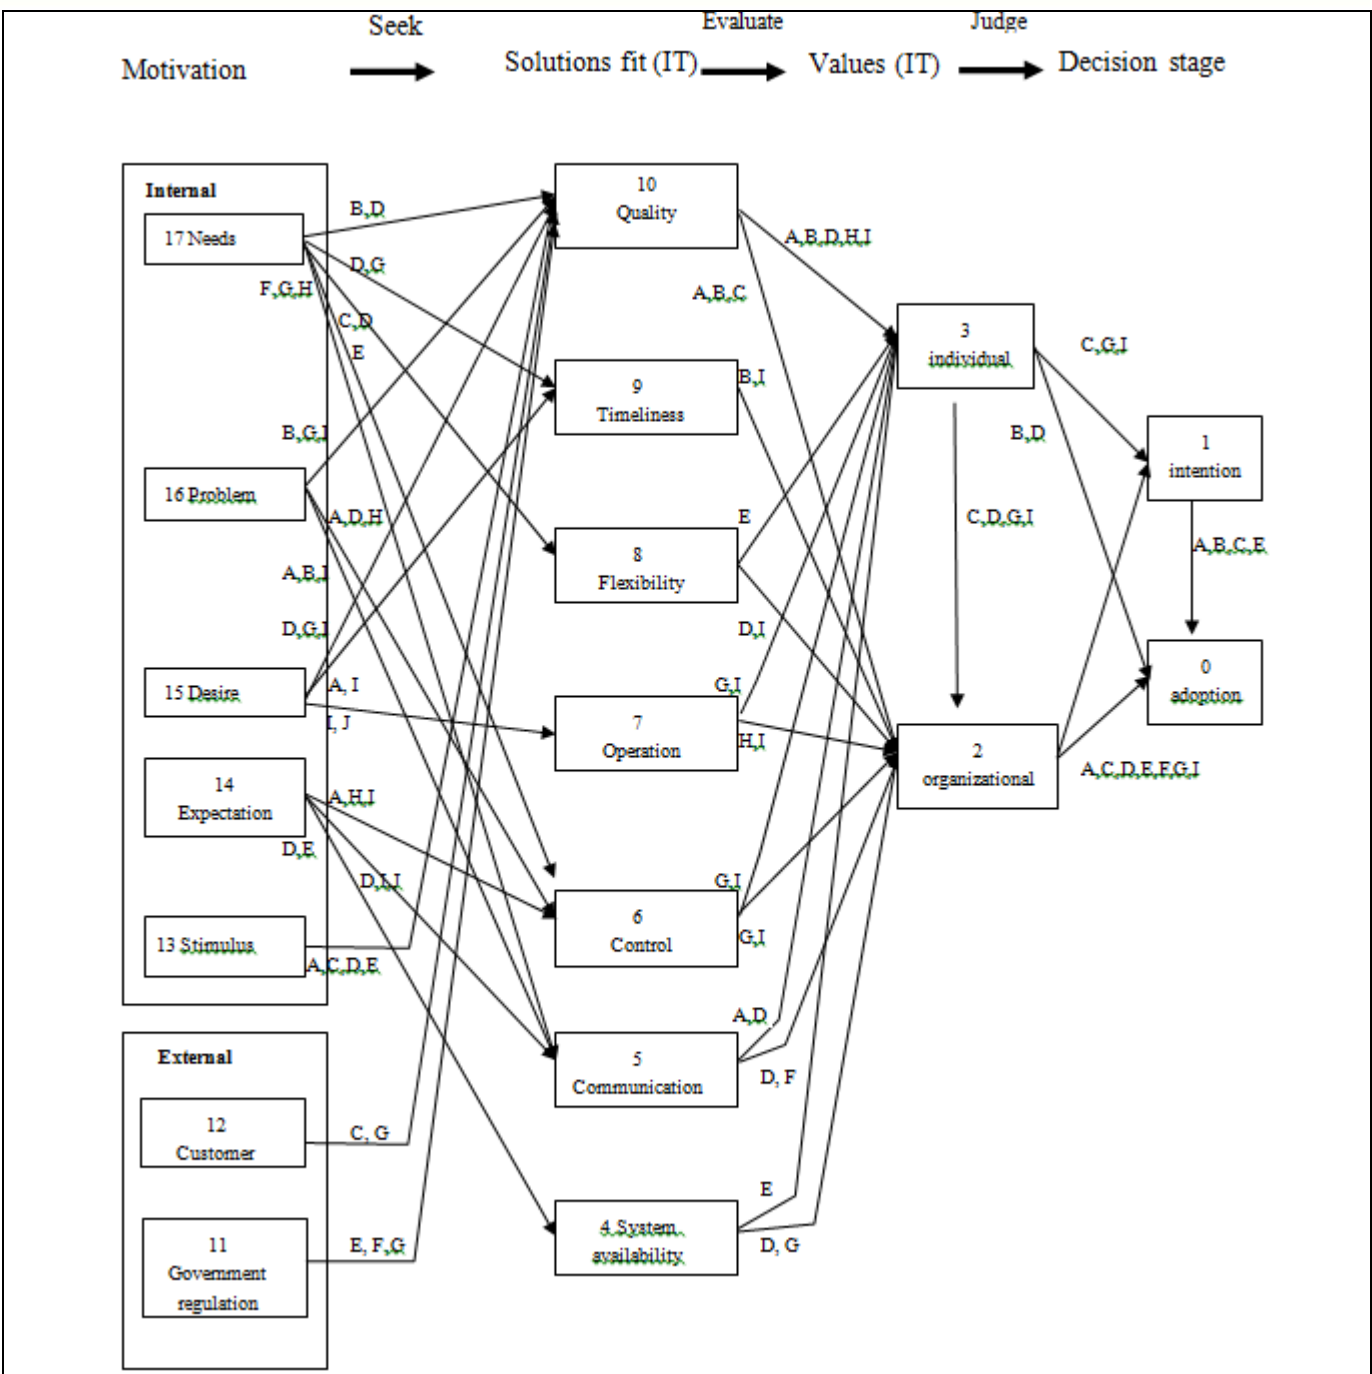 Seek
Evaluate
Judge
Motivation
Solutions fit (IT)
Values (IT)
Decision stage
Internal
17 Needs
16 Problem
15 Desire
14
Expectation
13 Stimulus
External
12
Customer
11
Government
regulation
B,D
D,G
F,G,H
C,D
E
B,G,I
A,D,H
A,B,I
D,G,I
A, I
I, J
A,H,I
D,E
D,I,J
A,C,D,E
C, G
E, F,G
10
Quality
9
Timeliness
8
Flexibility
7
Operation
6
Control
5
Communication
4 System
availability
A,B,D,H,I
A,B,C
B,I
E
D,I
G,I
H,I
G,I
G,I
A,D
D, F
E
D, G
3
individual
C,D,G,I
2
organizational
C,G,I
B,D
A,C,D,E,F,G,I
1
intention
A,B,C,E
0
adoption